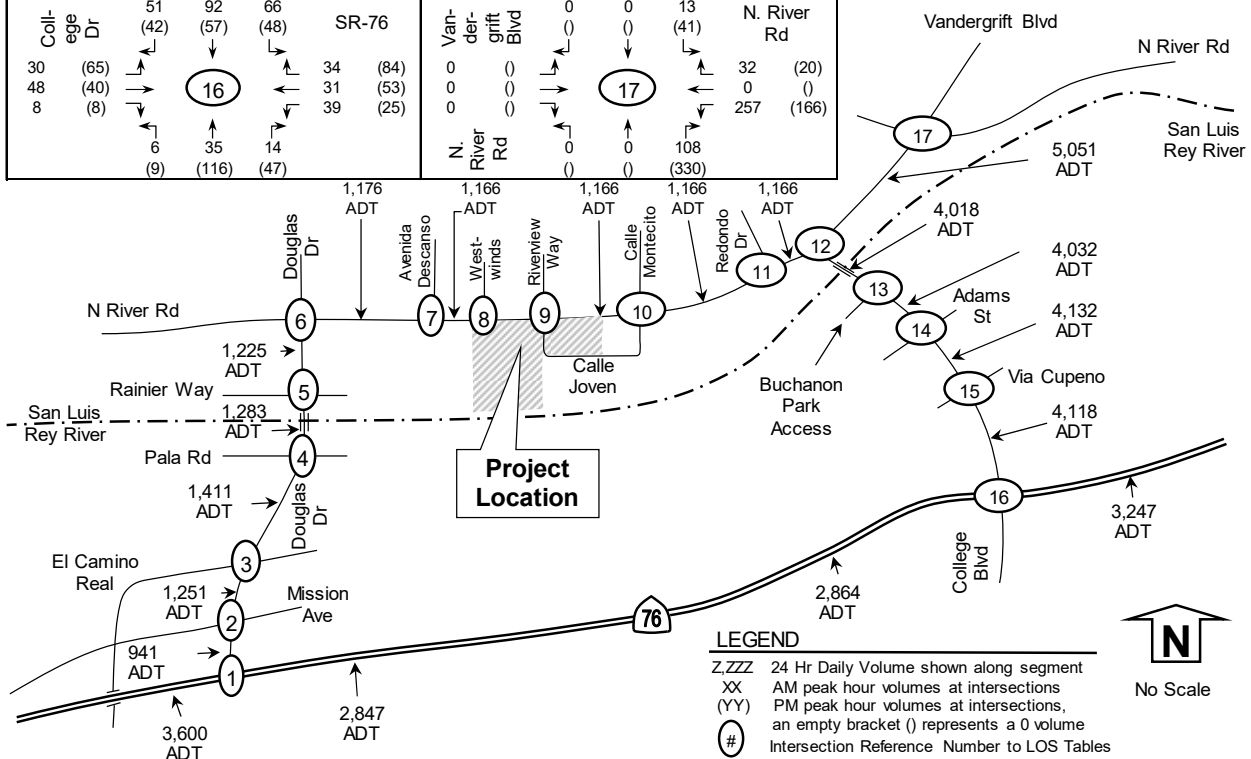 51 92 66
(42) (57) (48)
Coll-
ege
Dr
SR-76
30 (65)
48 (40)
8 (8)
16
34 (84)
31 (53)
39 (25)
6 35 14
(9) (116) (47)
0 0 13
() () (41)
Van-
der-
grift
Blvd
N. River
Rd
0 ()
0 ()
0 ()
17
32 (20)
0 ()
257 (166)
N.
River
Rd
0 0 108
() () (330)
Vandergrift Blvd
N River Rd
17
San Luis
Rey River
5,051
ADT
1,176
ADT
1,166
ADT
1,166
ADT
1,166
ADT
1,166
ADT
4,018
ADT
Douglas
Dr
Avenida
Descanso
West-
winds
Riverview
Way
Calle
Montecito
Redondo
Dr
12
11
4,032
ADT
13
N River Rd
6
7
8
9
10
Adams
St
14
4,132
ADT
1,225
ADT
Calle
Joven
Rainier Way
5
Buchanon
Park
Access
15
Via Cupeno
San Luis
Rey River
1,283
ADT
4,118
ADT
Pala Rd
4
Project
Location
1,411
ADT
Douglas
Dr
16
3,247
ADT
El Camino
Real
3
College
Blvd
1,251
ADT
Mission
Ave
2
2,864
ADT
76
941
ADT
1
3,600
ADT
2,847
ADT
N
No Scale
LEGEND
Z,ZZZ 24 Hr Daily Volume shown along segment
XX AM peak hour volumes at intersections
(YY) PM peak hour volumes at intersections,
an empty bracket () represents a 0 volume
# Intersection Reference Number to LOS Tables